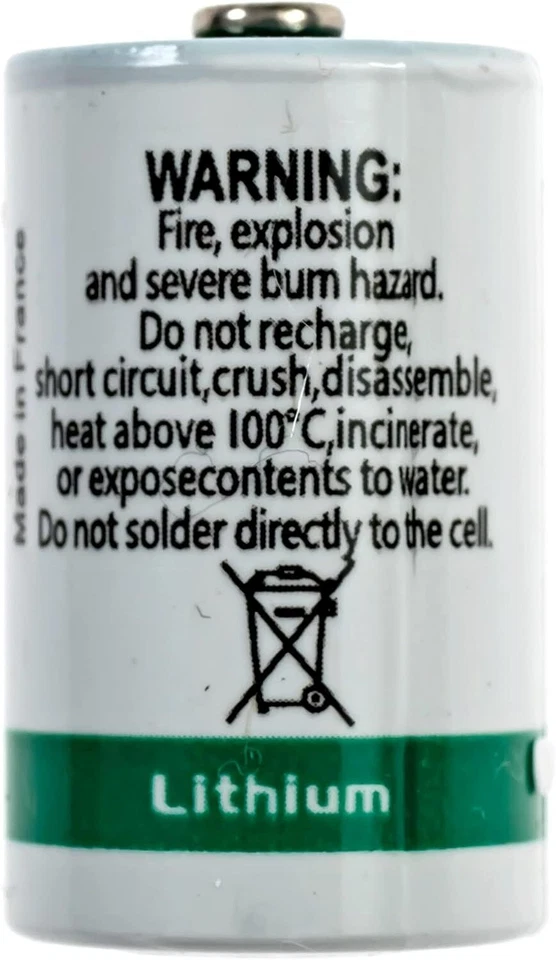 WARNING:
Fire, explosion
and severe burn hazard.
Do not recharge,
short circuit,crush,disassemble,
heat above 100°C,incinerate,
or exposecontents to water.
Do not solder directly to the cell.
Made in France
Lithium